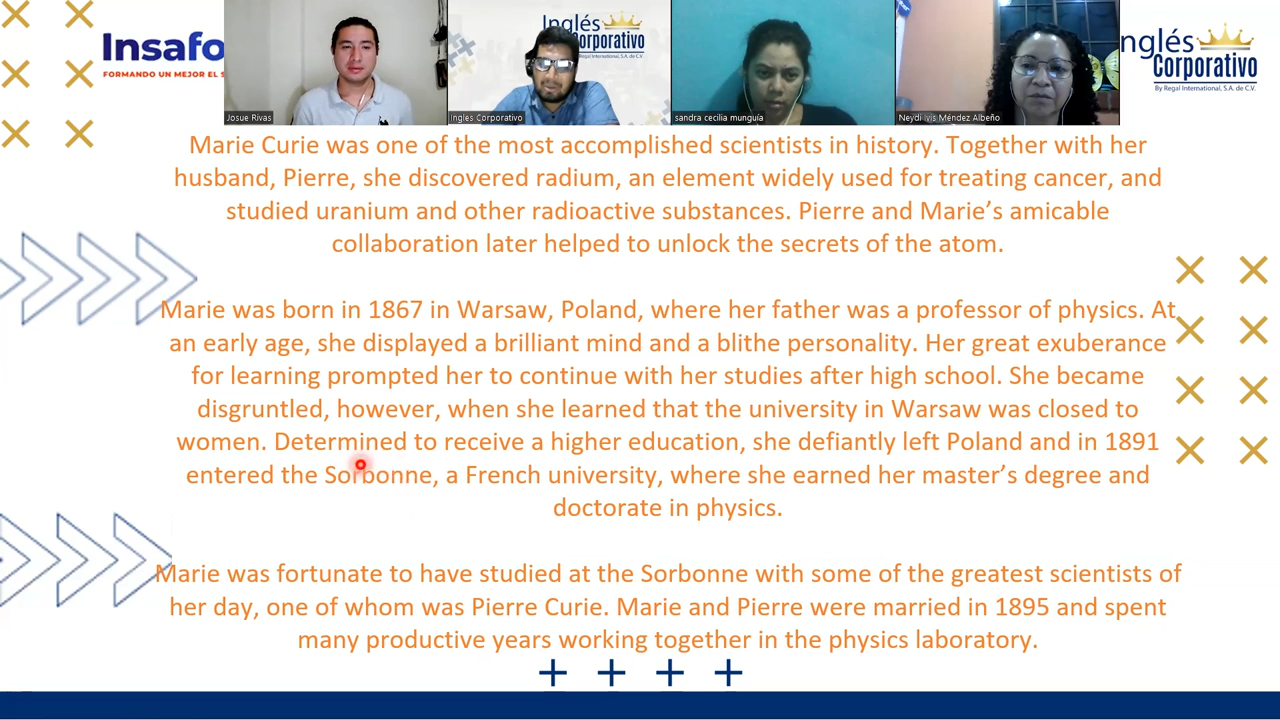 Insafo
FORMANDO UN MEJOR EL S
Inglés
Corporativo
By Regal International, S.A. de C.V.
Josue Rivas
Ingles Corporativo
sandra cecilia munguía
Neydi Ivis Méndez Albeño
nglés
Corporativo
By Regal International, S.A. de C.V.
Marie Curie was one of the most accomplished scientists in history. Together with her
husband, Pierre, she discovered radium, an element widely used for treating cancer, and
studied uranium and other radioactive substances. Pierre and Marie’s amicable
collaboration later helped to unlock the secrets of the atom.
Marie was born in 1867 in Warsaw, Poland, where her father was a professor of physics. At
an early age, she displayed a brilliant mind and a blithe personality. Her great exuberance
for learning prompted her to continue with her studies after high school. She became
disgruntled, however, when she learned that the university in Warsaw was closed to
women. Determined to receive a higher education, she defiantly left Poland and in 1891
entered the Sorbonne, a French university, where she earned her master’s degree and
doctorate in physics.
Marie was fortunate to have studied at the Sorbonne with some of the greatest scientists of
her day, one of whom was Pierre Curie. Marie and Pierre were married in 1895 and spent
many productive years working together in the physics laboratory.